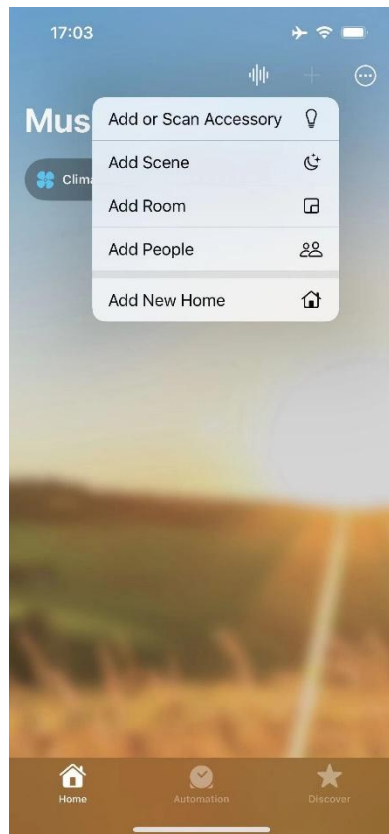 17:03
Mus
Clima
Add or Scan Accessory
Add Scene
Add Room
Add People
Add New Home
Home
Automation
Discover